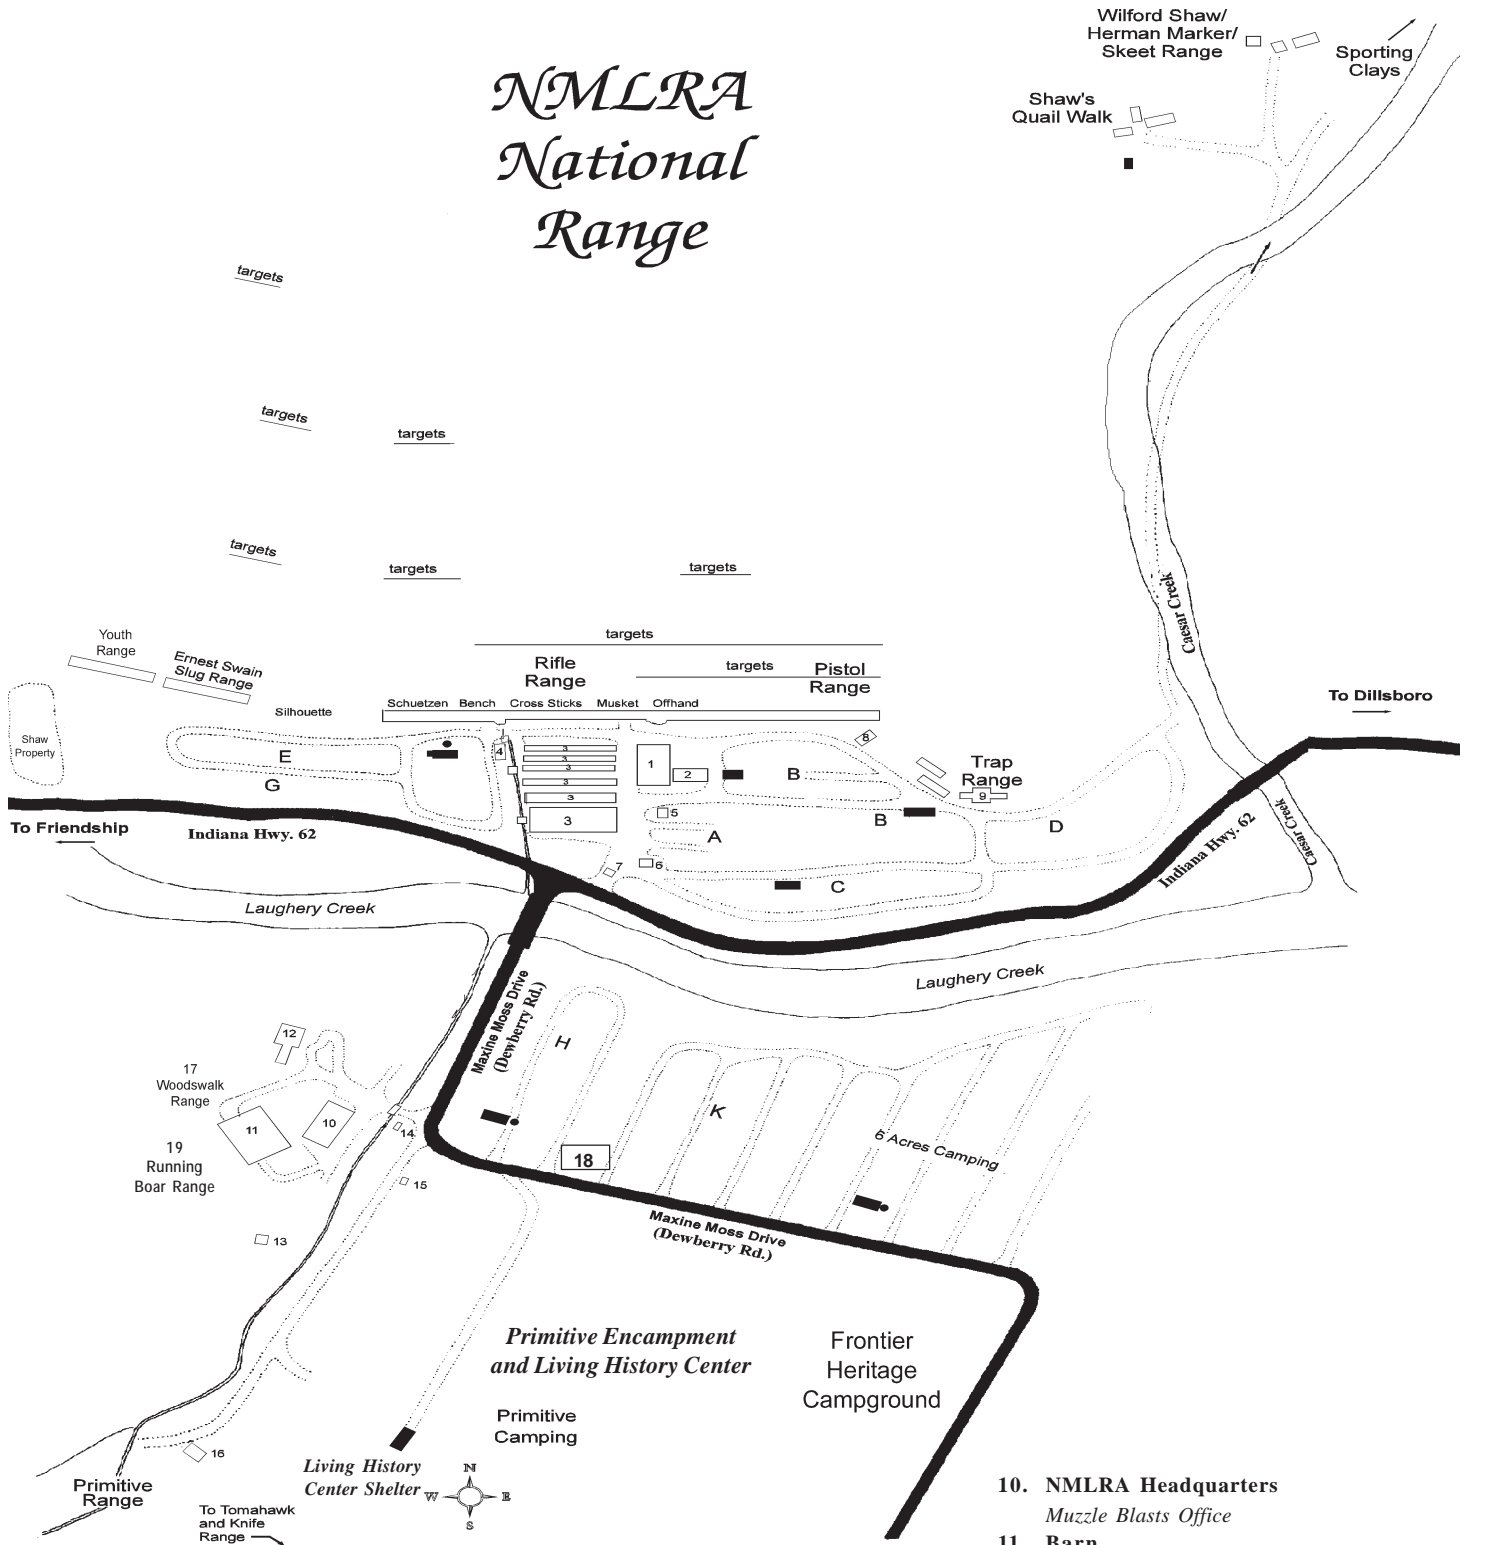 Wilford Shaw/
Herman Marker/
Skeet Range
Sporting
Clays
NMLRA
National
Range
Shaw's
Quail Walk
targets
targets
targets
targets
targets
targets
Caesar Creek
targets
Youth
Range
Ernest Swain
Slug Range
Rifle
Range
targets
Pistol
Range
To Dillsboro
Schuetzen Bench Cross Sticks Musket Offhand
Silhouette
Shaw
Property
E
G
4
3
3
3
3
3
3
1
2
B
8
Trap
Range
9
5
B
A
D
6
7
C
To Friendship
Indiana Hwy. 62
Indiana Hwy. 62
Caesar Creek
Laughery Creek
Laughery Creek
Maxine Moss Drive
(Dewberry Rd.)
H
12
17
Woodswalk
Range
11
10
14
K
19
Running
Boar Range
18
6 Acres Camping
15
13
Maxine Moss Drive
(Dewberry Rd.)
Primitive Encampment
and Living History Center
Frontier
Heritage
Campground
Primitive
Camping
16
Living History
Center Shelter
N
W E
S
Primitive
Range
To Tomahawk
and Knife
Range
10. NMLRA Headquarters
Muzzle Blasts Office
11. Barn